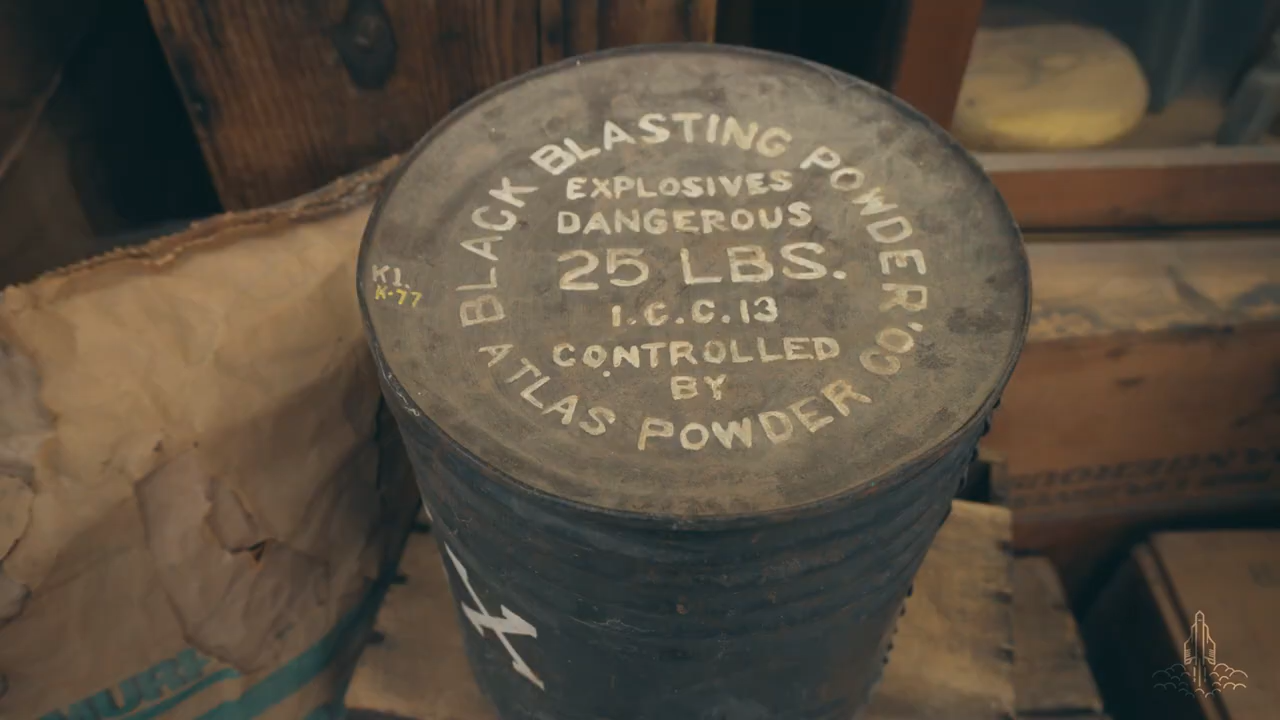 BLACK BLASTING POWDER
EXPLOSIVES
DANGEROUS
25 LBS.
I.C.C.13
CONTROLLED
BY
ATLAS POWDER CO
K1.
K-77